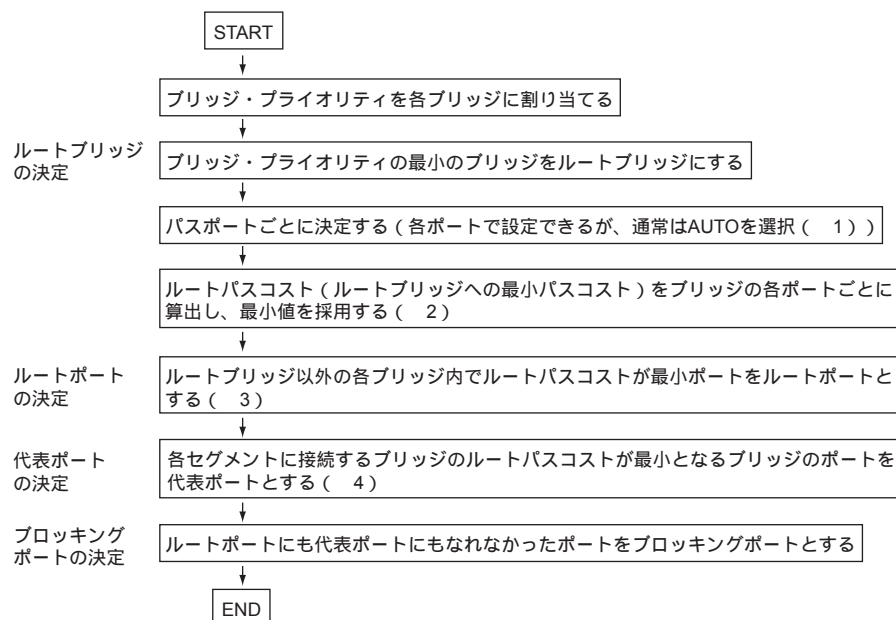 START
ブリッジ・プライオリティを各ブリッジに割り当てる
ルートブリッジ
の決定
ブリッジ・プライオリティの最小のブリッジをルートブリッジにする
パスポートごとに決定する(各ポートで設定できるが、通常はAUTOを選択( 1))
ルートパスコスト(ルートブリッジへの最小パスコスト)をブリッジの各ポートごとに
算出し、最小値を採用する( 2)
ルートポート
の決定
ルートブリッジ以外の各ブリッジ内でルートパスコストが最小ポートをルートポートと
する( 3)
代表ポート
の決定
各セグメントに接続するブリッジのルートパスコストが最小となるブリッジのポートを
代表ポートとする( 4)
ブロッキング
ポートの決定
ルートポートにも代表ポートにもなれなかったポートをブロッキングポートとする
END